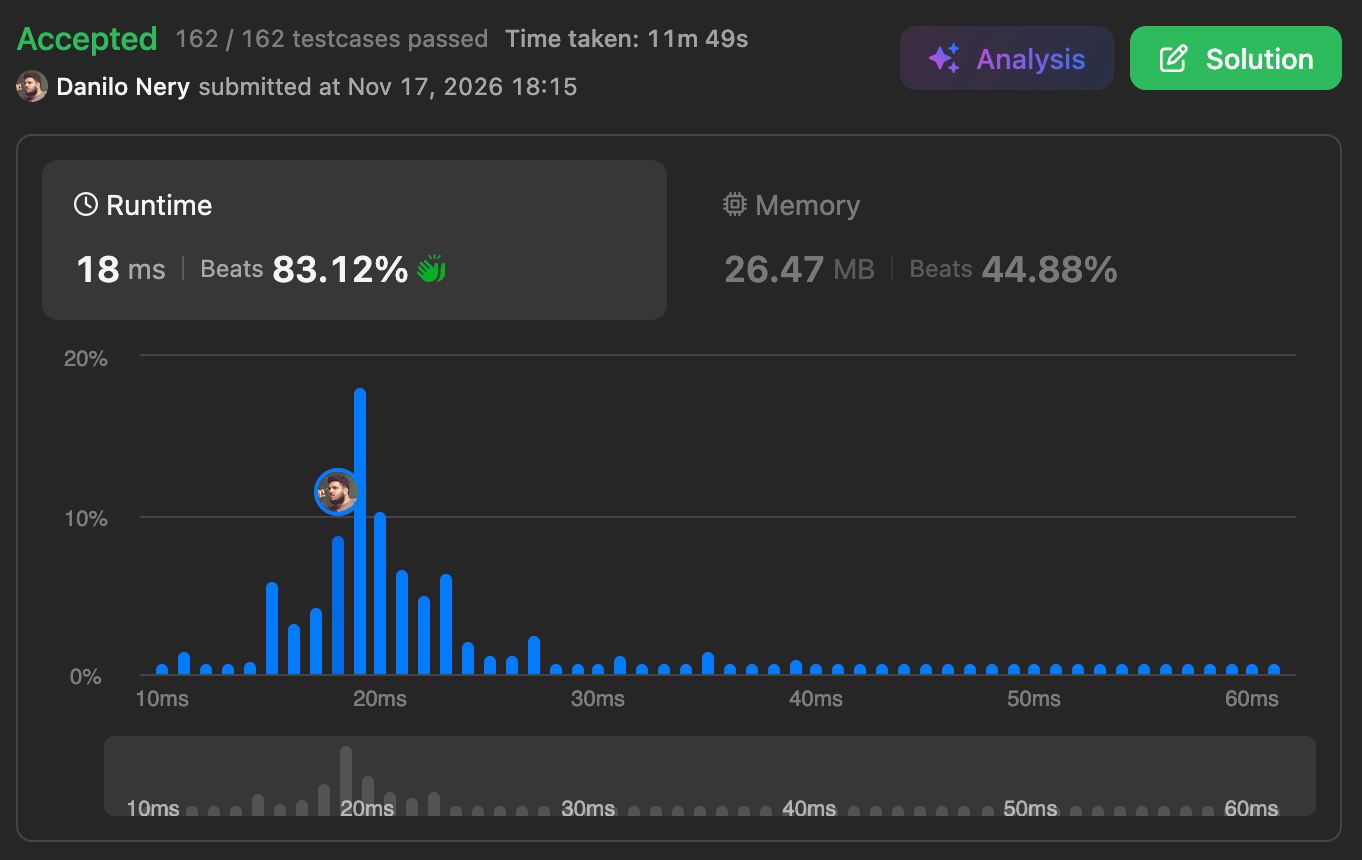 Accepted 162 / 162 testcases passed Time taken: 11m 49s
Danilo Nery submitted at Nov 17, 2026 18:15
Analysis
Solution
Runtime
18 ms | Beats 83.12%
Memory
26.47 MB | Beats 44.88%
20%
10%
0%
10ms 20ms 30ms 40ms 50ms 60ms
10ms 20ms 30ms 40ms 50ms 60ms